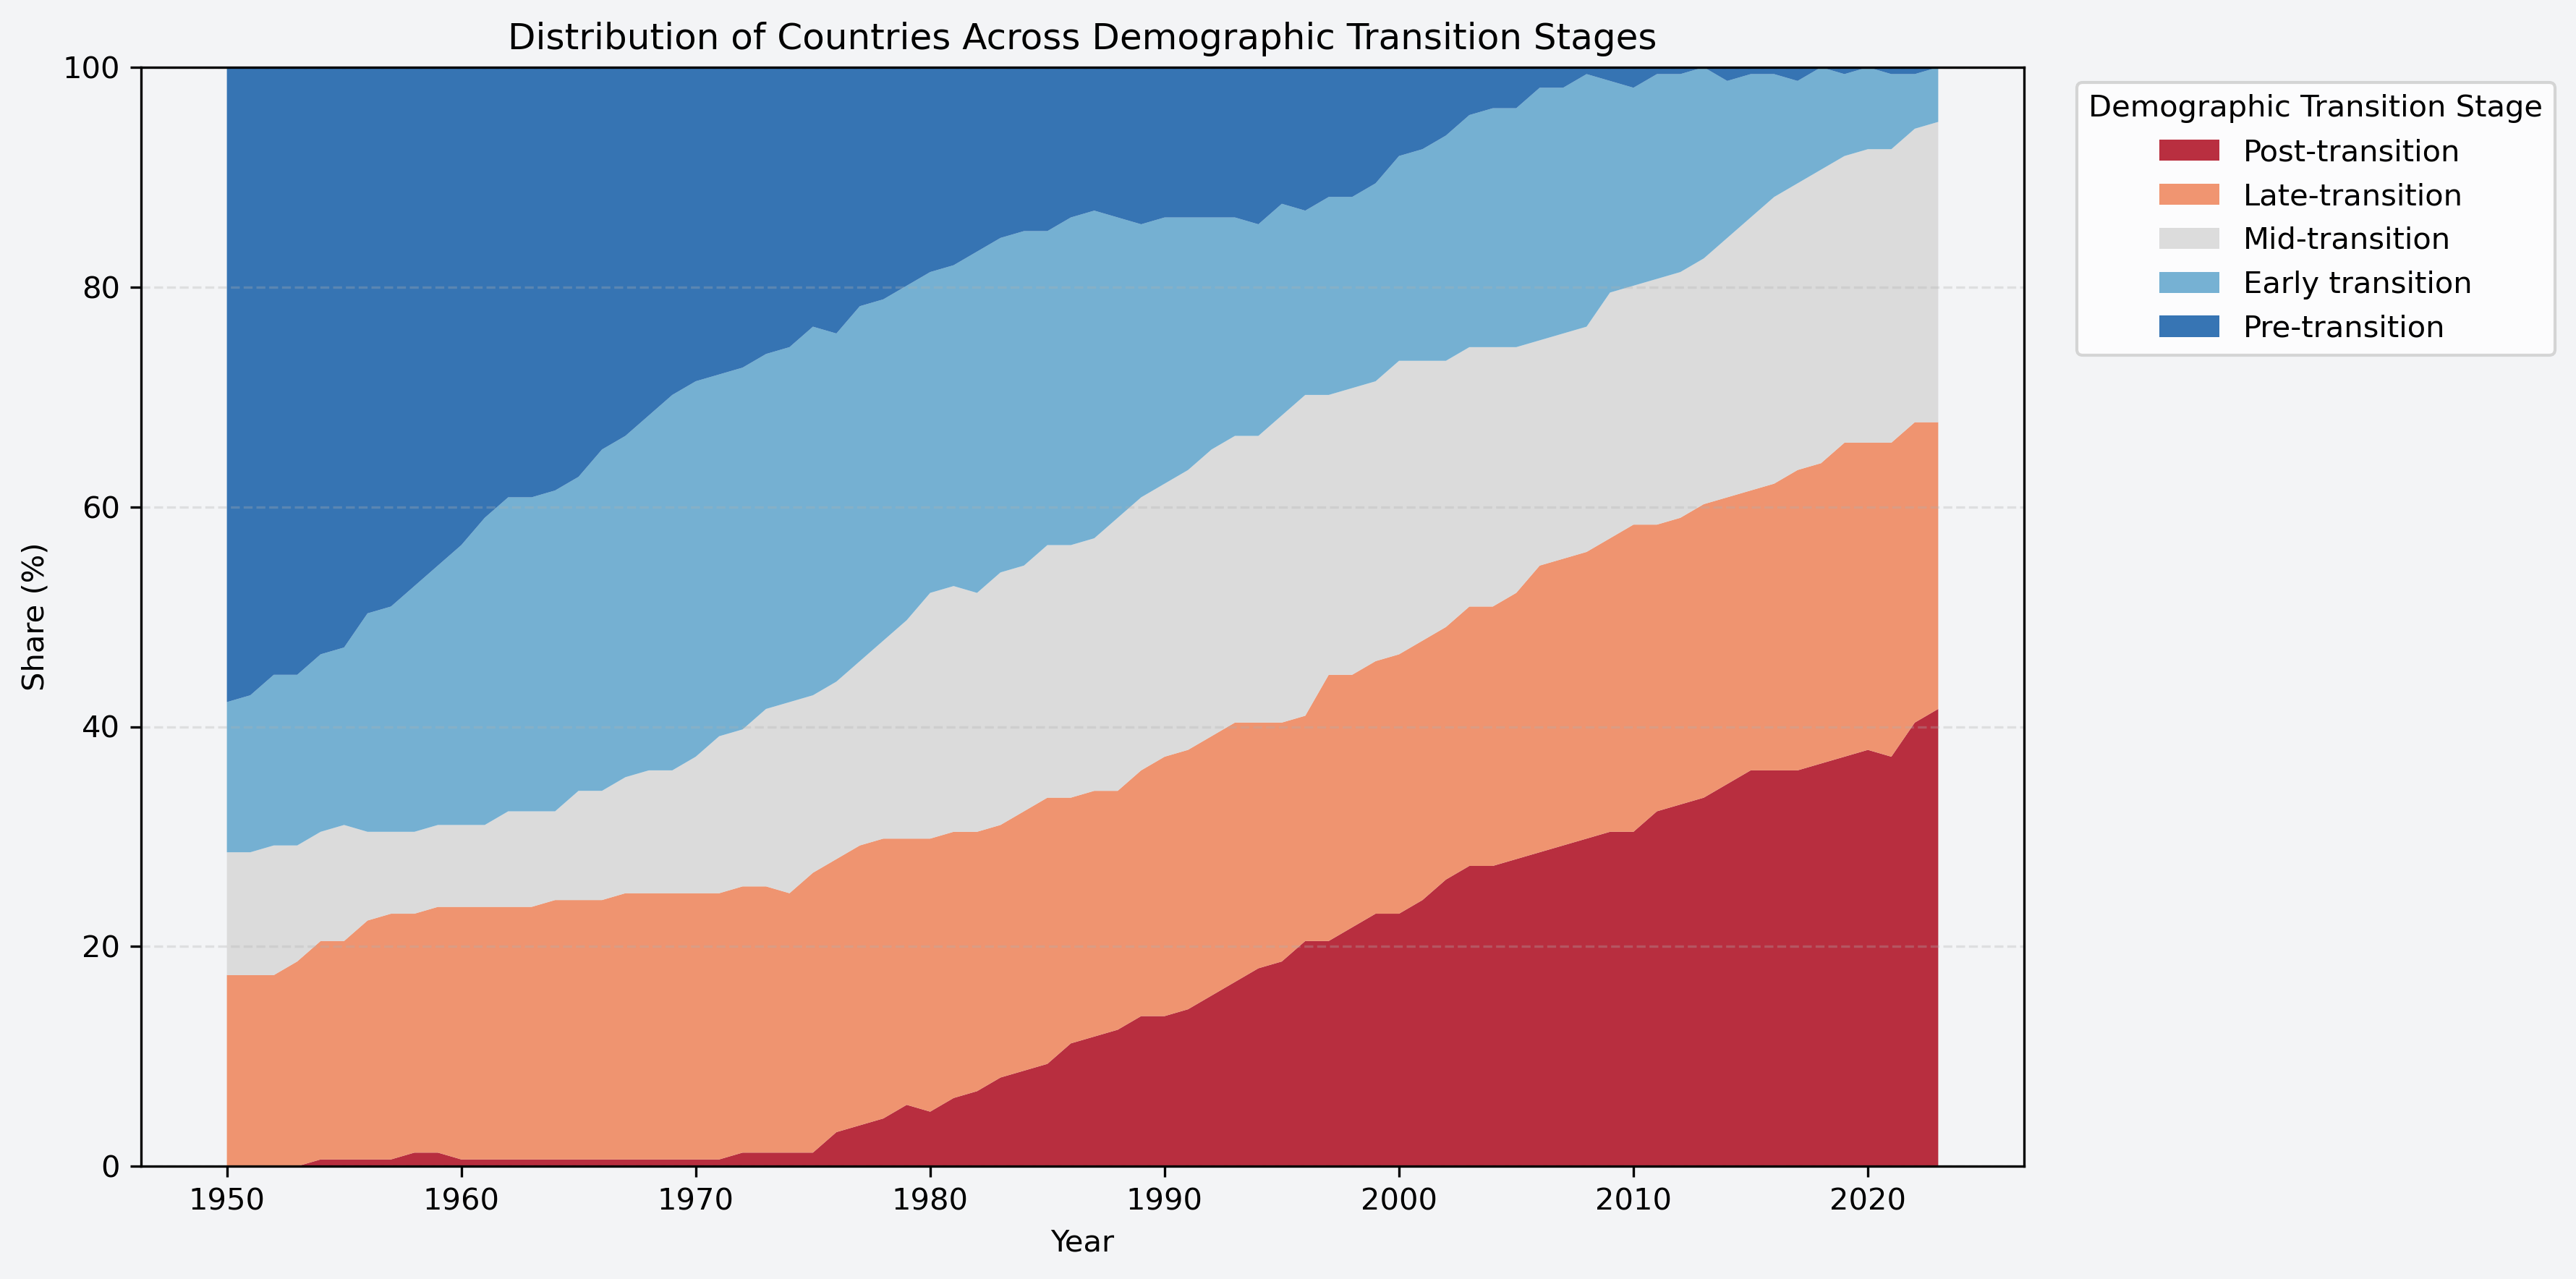 Distribution of Countries Across Demographic Transition Stages
100
80
60
40
20
0
Share (%)
1950 1960 1970 1980 1990 2000 2010 2020
Year
Demographic Transition Stage
Post-transition
Late-transition
Mid-transition
Early transition
Pre-transition